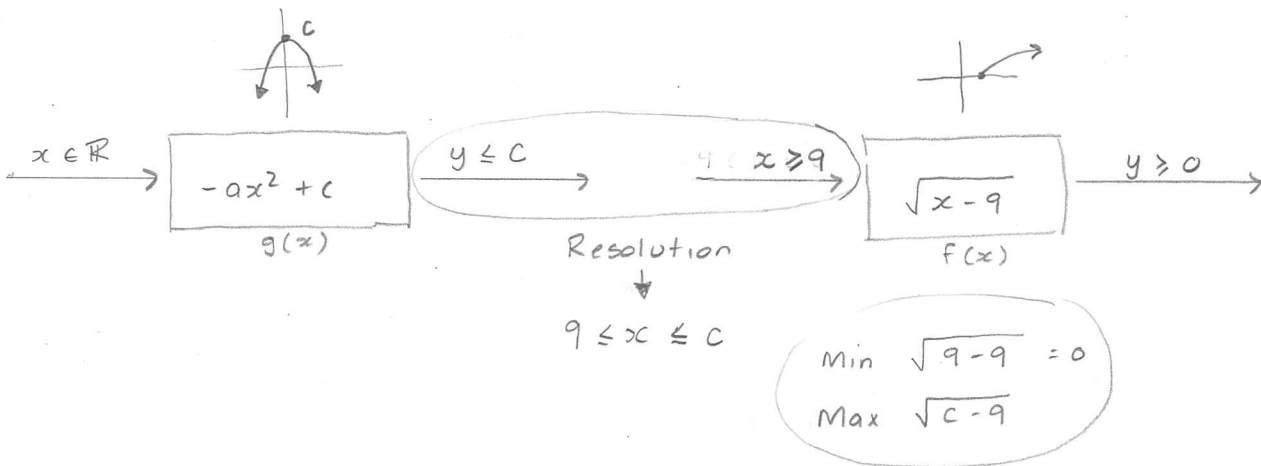 C
x ∈ ℝ
-ax² + c
g(x)
y ≤ C
x ⩾ 9
√(x - 9)
f(x)
y ⩾ 0
Resolution
9 ≤ x ≤ C
Min √(9 - 9) = 0
Max √(C - 9)